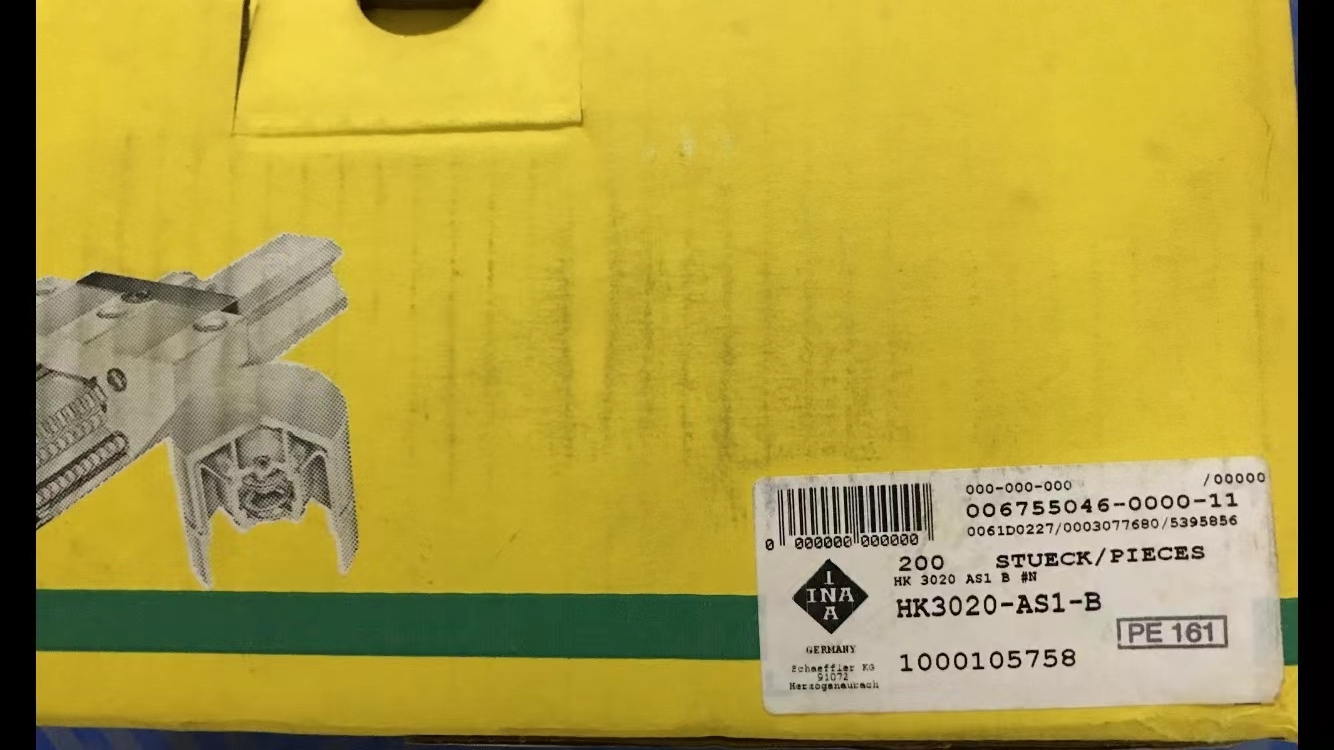 000-000-000 /00000
006755046-0000-11
0061D0227/0003077680/5395856
0 000000 000000
200 STUECK/PIECES
HK 3020 AS1 B #N
HK3020-AS1-B
I
INA
A
PE 161
GERMANY
1000105758
Schaeffler KG
91072
Herzogenaurach